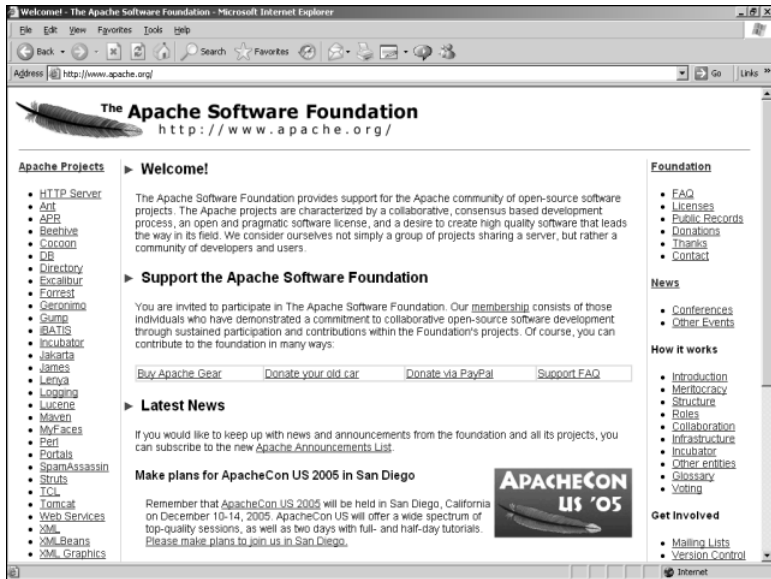 Welcome! - The Apache Software Foundation - Microsoft Internet Explorer
File Edit View Favorites Tools Help
Back Search Favorites
Address http://www.apache.org/ Go Links »
The Apache Software Foundation
http://www.apache.org/
Apache Projects
HTTP Server
Ant
APR
Beehive
Cocoon
DB
Directory
Excalibur
Forrest
Geronimo
Gump
iBATIS
Incubator
Jakarta
James
Lenya
Logging
Lucene
Maven
MyFaces
Perl
Portals
SpamAssassin
Struts
TCL
Tomcat
Web Services
XML
XMLBeans
XML Graphics
Welcome!
The Apache Software Foundation provides support for the Apache community of open-source software
projects. The Apache projects are characterized by a collaborative, consensus based development
process, an open and pragmatic software license, and a desire to create high quality software that leads
the way in its field. We consider ourselves not simply a group of projects sharing a server, but rather a
community of developers and users.
Support the Apache Software Foundation
You are invited to participate in The Apache Software Foundation. Our membership consists of those
individuals who have demonstrated a commitment to collaborative open-source software development
through sustained participation and contributions within the Foundation's projects. Of course, you can
contribute to the foundation in many ways:
Buy Apache Gear Donate your old car Donate via PayPal Support FAQ
Latest News
If you would like to keep up with news and announcements from the foundation and all its projects, you
can subscribe to the new Apache Announcements List.
Make plans for ApacheCon US 2005 in San Diego
Remember that ApacheCon US 2005 will be held in San Diego, California
on December 10-14, 2005. ApacheCon US will offer a wide spectrum of
top-quality sessions, as well as two days with full- and half-day tutorials.
Please make plans to join us in San Diego.
APACHECON
US '05
Foundation
FAQ
Licenses
Public Records
Donations
Thanks
Contact
News
Conferences
Other Events
How it works
Introduction
Meritocracy
Structure
Roles
Collaboration
Infrastructure
Incubator
Other entities
Glossary
Voting
Get Involved
Mailing Lists
Version Control
Internet